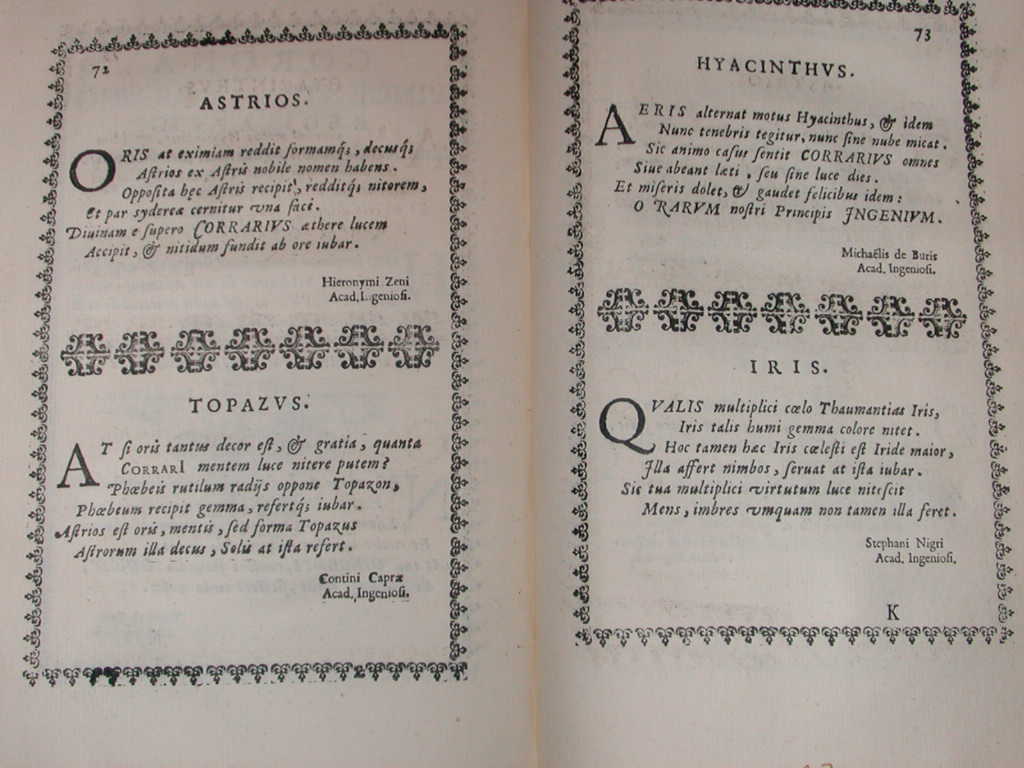 72
ASTRIOS.
ORIS at eximiam reddit formamq;, decusq;
Astrios ex Astris nobile nomen habens.
Opposita hęc Astris recipit, redditq; nitorem,
Et par sydereæ cernitur vna faci.
Diuinam e supero CORRARIVS æthere lucem
Accipit, & nitidum fundit ab ore iubar.
Hieronymi Zeni
Acad. Ingeniosi.
TOPAZVS.
AT si oris tantus decor est, & gratia, quanta
CORRARI mentem luce nitere putem?
Phœbeis rutilum radijs oppone Topazon,
Phœbeum recipit gemma, refertq; iubar.
Astrios est oris, mentis, sed forma Topazus
Astrorum illa decus, Solis at ista refert.
Contini Capræ
Acad. Ingeniosi.
73
HYACINTHVS.
AERIS alternat motus Hyacinthus, & idem
Nunc tenebris tegitur, nunc sine nube micat.
Sic animo casus sentit CORRARIVS omnes
Siue abeant læti, seu sine luce dies.
Et miseris dolet, & gaudet felicibus idem:
O RARVM nostri Principis INGENIVM.
Michaëlis de Buris
Acad. Ingeniosi.
IRIS.
QVALIS multiplici cœlo Thaumantias Iris,
Iris talis humi gemma colore nitet.
Hoc tamen hæc Iris cœlesti est Iride maior,
Illa affert nimbos, seruat at ista iubar.
Sic tua multiplici virtutum luce nitescit
Mens, imbres vmquam non tamen illa feret.
Stephani Nigri
Acad. Ingeniosi.
K